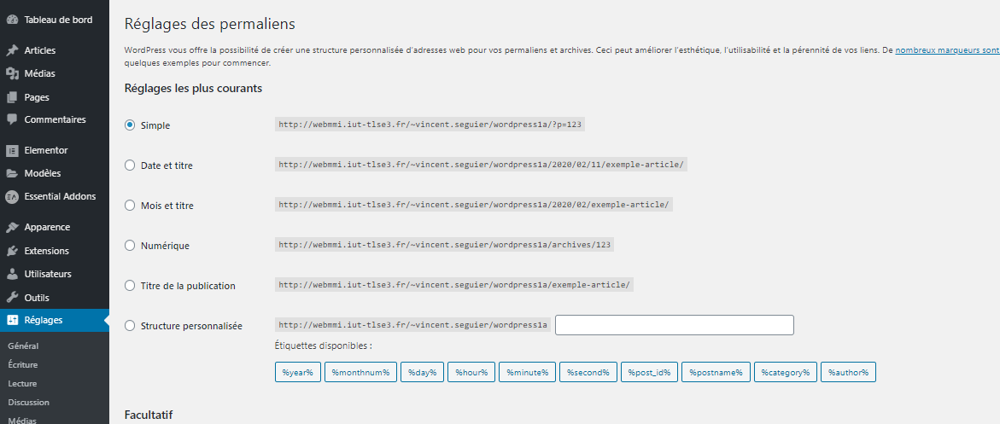 Tableau de bord
Articles
Médias
Pages
Commentaires
Elementor
Modèles
Essential Addons
Apparence
Extensions
Utilisateurs
Outils
Réglages
Général
Écriture
Lecture
Discussion
Médias
Réglages des permaliens
WordPress vous offre la possibilité de créer une structure personnalisée d'adresses web pour vos permaliens et archives. Ceci peut améliorer l'esthétique, l'utilisabilité et la pérennité de vos liens. De nombreux marqueurs sont
quelques exemples pour commencer.
Réglages les plus courants
Simple http://webmmi.iut-tlse3.fr/~vincent.seguier/wordpress1a/?p=123
Date et titre http://webmmi.iut-tlse3.fr/~vincent.seguier/wordpress1a/2020/02/11/exemple-article/
Mois et titre http://webmmi.iut-tlse3.fr/~vincent.seguier/wordpress1a/2020/02/exemple-article/
Numérique http://webmmi.iut-tlse3.fr/~vincent.seguier/wordpress1a/archives/123
Titre de la publication http://webmmi.iut-tlse3.fr/~vincent.seguier/wordpress1a/exemple-article/
Structure personnalisée http://webmmi.iut-tlse3.fr/~vincent.seguier/wordpress1a
Étiquettes disponibles :
%year% %monthnum% %day% %hour% %minute% %second% %post_id% %postname% %category% %author%
Facultatif